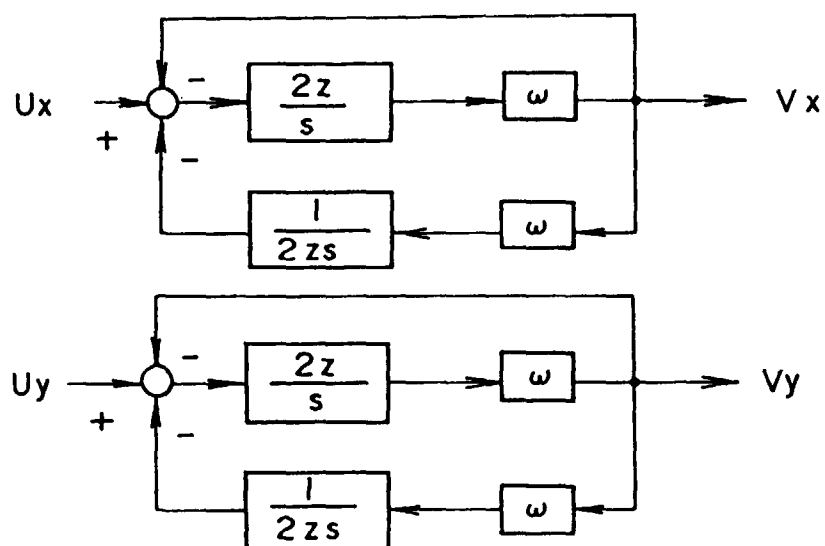 Ux + − − 2z/s ω Vx
1/2zs ω
Uy + − − 2z/s ω Vy
1/2zs ω